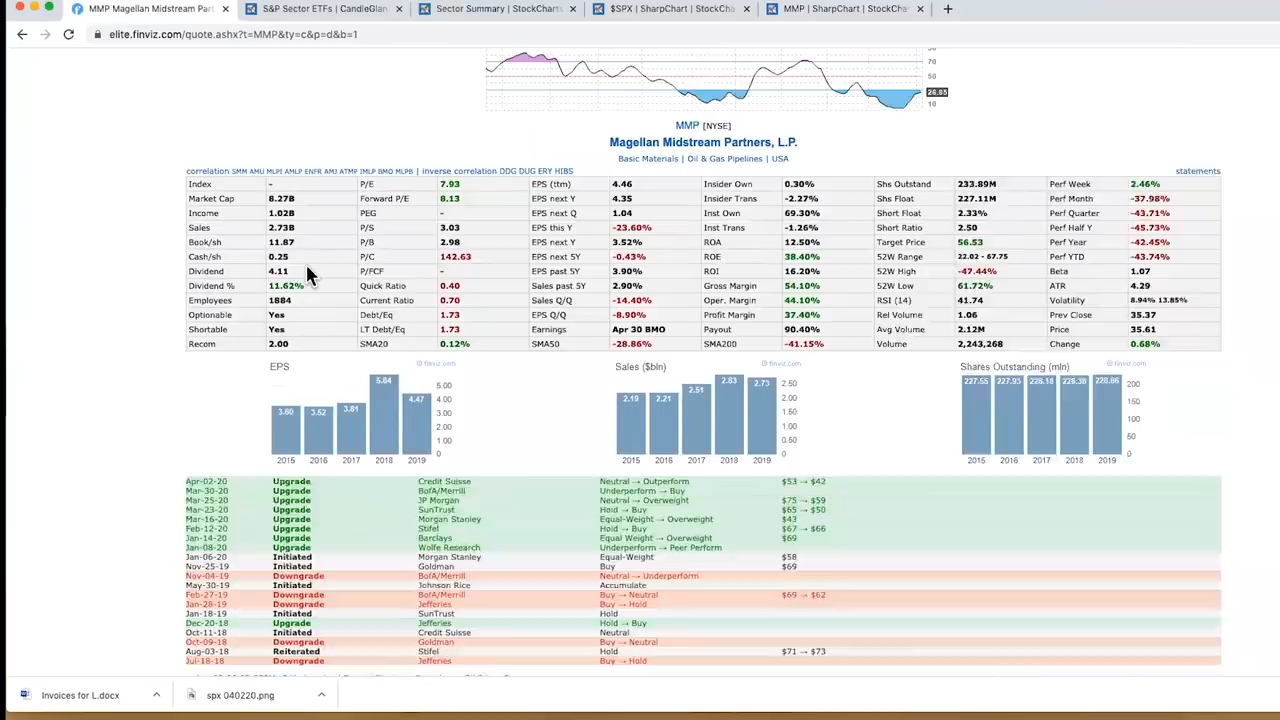 MMP Magellan Midstream Part
S&P Sector ETFs | CandleGlan
Sector Summary | StockCharts
$SPX | SharpChart | StockCha
MMP | SharpChart | StockChar
elite.finviz.com/quote.ashx?t=MMP&ty=c&p=d&b=1
70
50
26.85
10
MMP [NYSE]
Magellan Midstream Partners, L.P.
Basic Materials | Oil & Gas Pipelines | USA
correlation SMM AMU MLPI AMLP ENFR AMJ ATMP IMLP BMO MLPB | inverse correlation DDG DUG ERY HIBS statements
Index - P/E 7.93 EPS (ttm) 4.46 Insider Own 0.30% Shs Outstand 233.89M Perf Week 2.46%
Market Cap 8.27B Forward P/E 8.13 EPS next Y 4.35 Insider Trans -2.27% Shs Float 227.11M Perf Month -37.98%
Income 1.02B PEG - EPS next Q 1.04 Inst Own 69.30% Short Float 2.33% Perf Quarter -43.71%
Sales 2.73B P/S 3.03 EPS this Y -23.60% Inst Trans -1.26% Short Ratio 2.50 Perf Half Y -45.73%
Book/sh 11.87 P/B 2.98 EPS next Y 3.52% ROA 12.50% Target Price 56.53 Perf Year -42.45%
Cash/sh 0.25 P/C 142.63 EPS next 5Y -0.43% ROE 38.40% 52W Range 22.02 - 67.75 Perf YTD -43.74%
Dividend 4.11 P/FCF - EPS past 5Y 3.90% ROI 16.20% 52W High -47.44% Beta 1.07
Dividend % 11.62% Quick Ratio 0.40 Sales past 5Y 2.90% Gross Margin 54.10% 52W Low 61.72% ATR 4.29
Employees 1884 Current Ratio 0.70 Sales Q/Q -14.40% Oper. Margin 44.10% RSI (14) 41.74 Volatility 8.94% 13.85%
Optionable Yes Debt/Eq 1.73 EPS Q/Q -8.90% Profit Margin 37.40% Rel Volume 1.06 Prev Close 35.37
Shortable Yes LT Debt/Eq 1.73 Earnings Apr 30 BMO Payout 90.40% Avg Volume 2.12M Price 35.61
Recom 2.00 SMA20 0.12% SMA50 -28.86% SMA200 -41.15% Volume 2,243,268 Change 0.68%
EPS © finviz.com Sales ($bln) © finviz.com Shares Outstanding (mln) © finviz.com
3.60 3.52 3.81 5.84 4.47
5.00
4.00
3.00
2.00
1.00
0
2015 2016 2017 2018 2019
2.19 2.21 2.51 2.83 2.73
2.50
2.00
1.50
1.00
0.50
0
2015 2016 2017 2018 2019
227.55 227.93 228.18 228.38 228.66
200
150
100
50
0
2015 2016 2017 2018 2019
Apr-02-20 Upgrade Credit Suisse Neutral → Outperform $53 → $42
Mar-30-20 Upgrade BofA/Merrill Underperform → Buy
Mar-25-20 Upgrade JP Morgan Neutral → Overweight $75 → $59
Mar-23-20 Upgrade SunTrust Hold → Buy $65 → $50
Mar-16-20 Upgrade Morgan Stanley Equal-Weight → Overweight $43
Feb-12-20 Upgrade Stifel Hold → Buy $67 → $66
Jan-14-20 Upgrade Barclays Equal Weight → Overweight $69
Jan-08-20 Upgrade Wolfe Research Underperform → Peer Perform
Jan-06-20 Initiated Morgan Stanley Equal-Weight $58
Nov-25-19 Initiated Goldman Buy $69
Nov-04-19 Downgrade BofA/Merrill Neutral → Underperform
May-30-19 Initiated Johnson Rice Accumulate
Feb-27-19 Downgrade BofA/Merrill Buy → Neutral $69 → $62
Jan-28-19 Downgrade Jefferies Buy → Hold
Jan-18-19 Initiated SunTrust Hold
Dec-20-18 Upgrade Jefferies Hold → Buy
Oct-11-18 Initiated Credit Suisse Neutral
Oct-09-18 Downgrade Goldman Buy → Neutral
Aug-03-18 Reiterated Stifel Hold $71 → $73
Jul-18-18 Downgrade Jefferies Buy → Hold
Invoices for L.docx
spx 040220.png